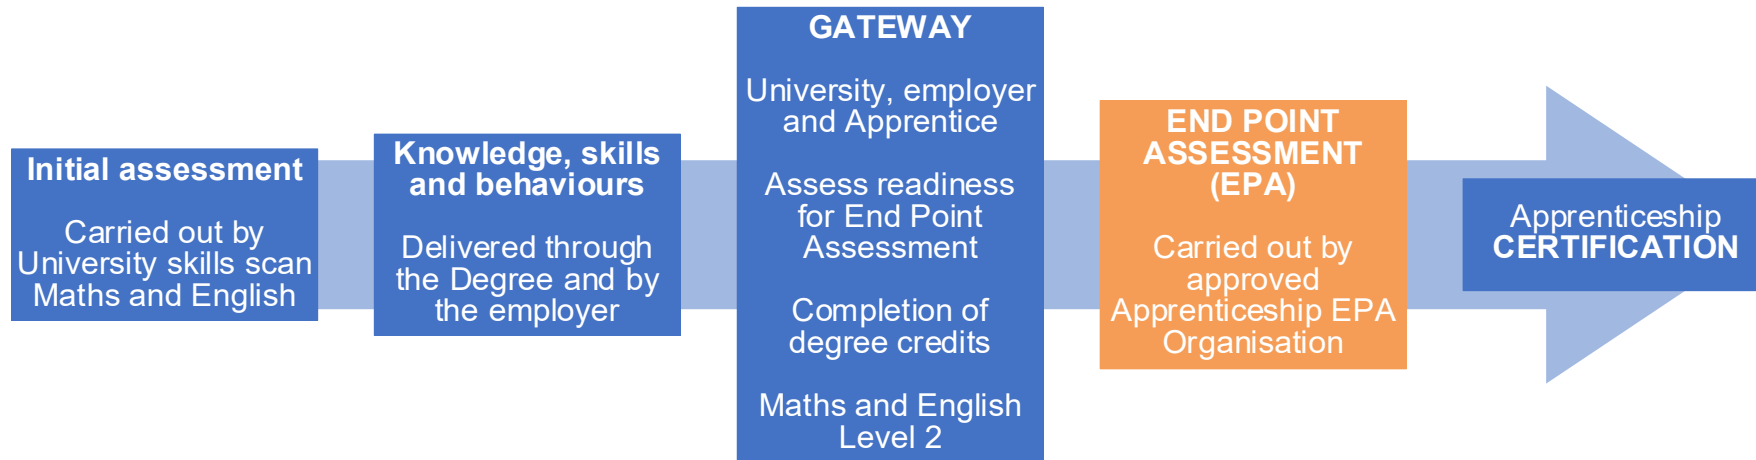 Initial assessment
Carried out by
University skills scan
Maths and English
Knowledge, skills
and behaviours
Delivered through
the Degree and by
the employer
GATEWAY
University, employer
and Apprentice
Assess readiness
for End Point
Assessment
Completion of
degree credits
Maths and English
Level 2
END POINT
ASSESSMENT
(EPA)
Carried out by
approved
Apprenticeship EPA
Organisation
Apprenticeship
CERTIFICATION